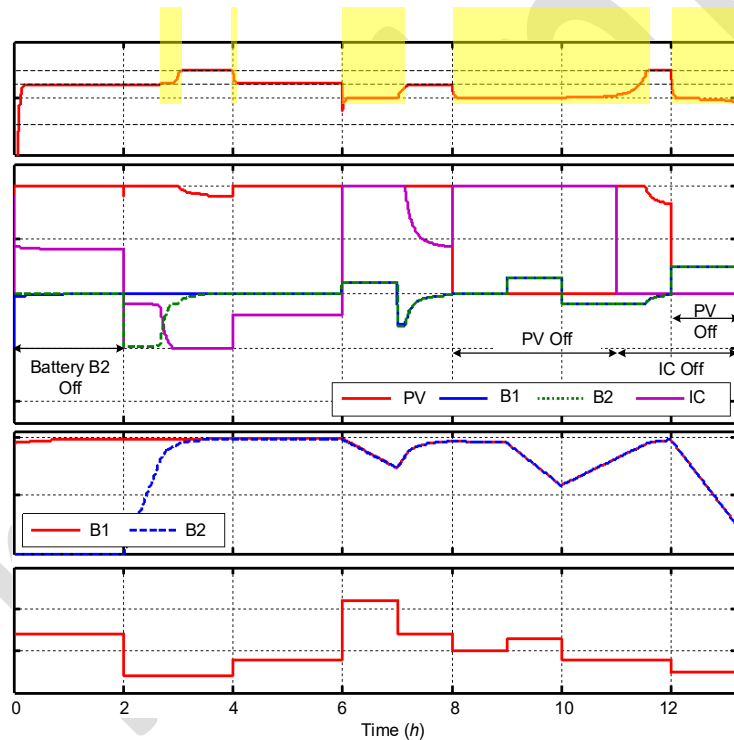 Battery B2
Off
PV Off
PV
Off
IC Off
PV B1 B2 IC
B1 B2
0 2 4 6 8 10 12
Time (h)